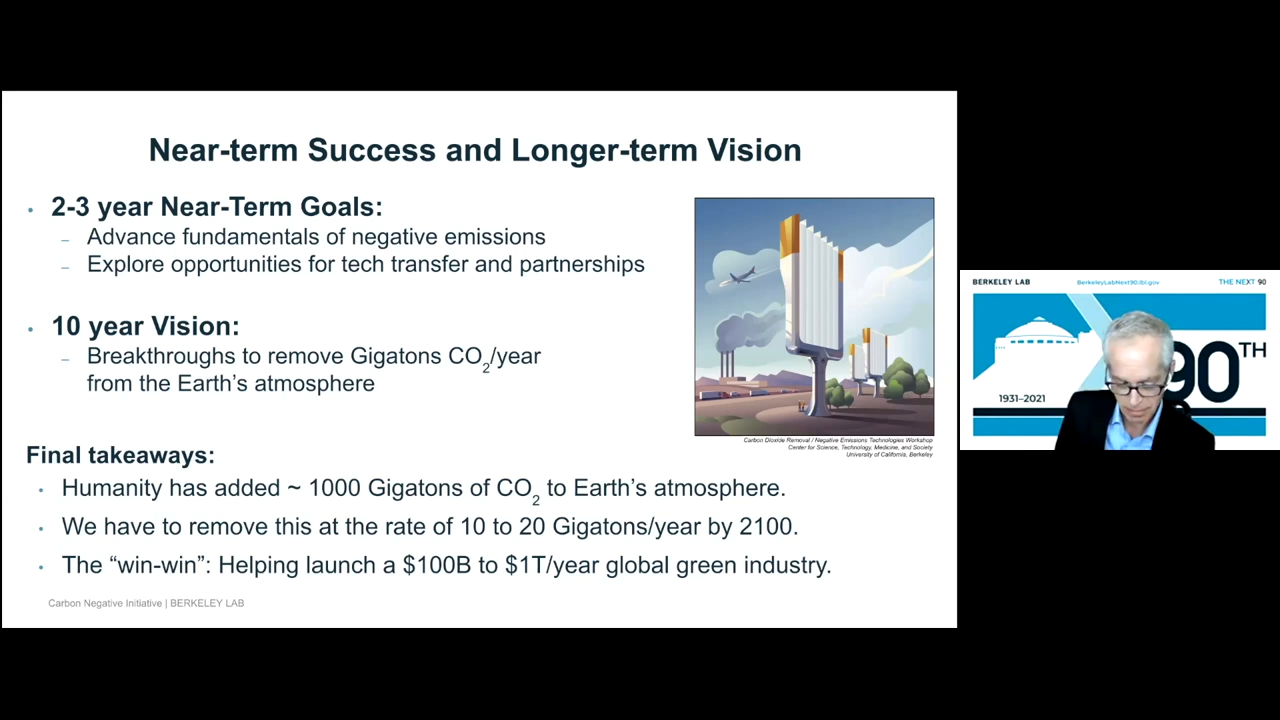 Near-term Success and Longer-term Vision
• 2-3 year Near-Term Goals:
– Advance fundamentals of negative emissions
– Explore opportunities for tech transfer and partnerships
• 10 year Vision:
– Breakthroughs to remove Gigatons CO2/year
from the Earth's atmosphere
Carbon Dioxide Removal / Negative Emissions Technologies Workshop
Center for Science, Technology, Medicine, and Society
University of California, Berkeley
Final takeaways:
• Humanity has added ~ 1000 Gigatons of CO2 to Earth's atmosphere.
• We have to remove this at the rate of 10 to 20 Gigatons/year by 2100.
• The “win-win”: Helping launch a $100B to $1T/year global green industry.
Carbon Negative Initiative | BERKELEY LAB
BERKELEY LAB
BerkeleyLabNext90.lbl.gov
THE NEXT 90
90TH
1931–2021